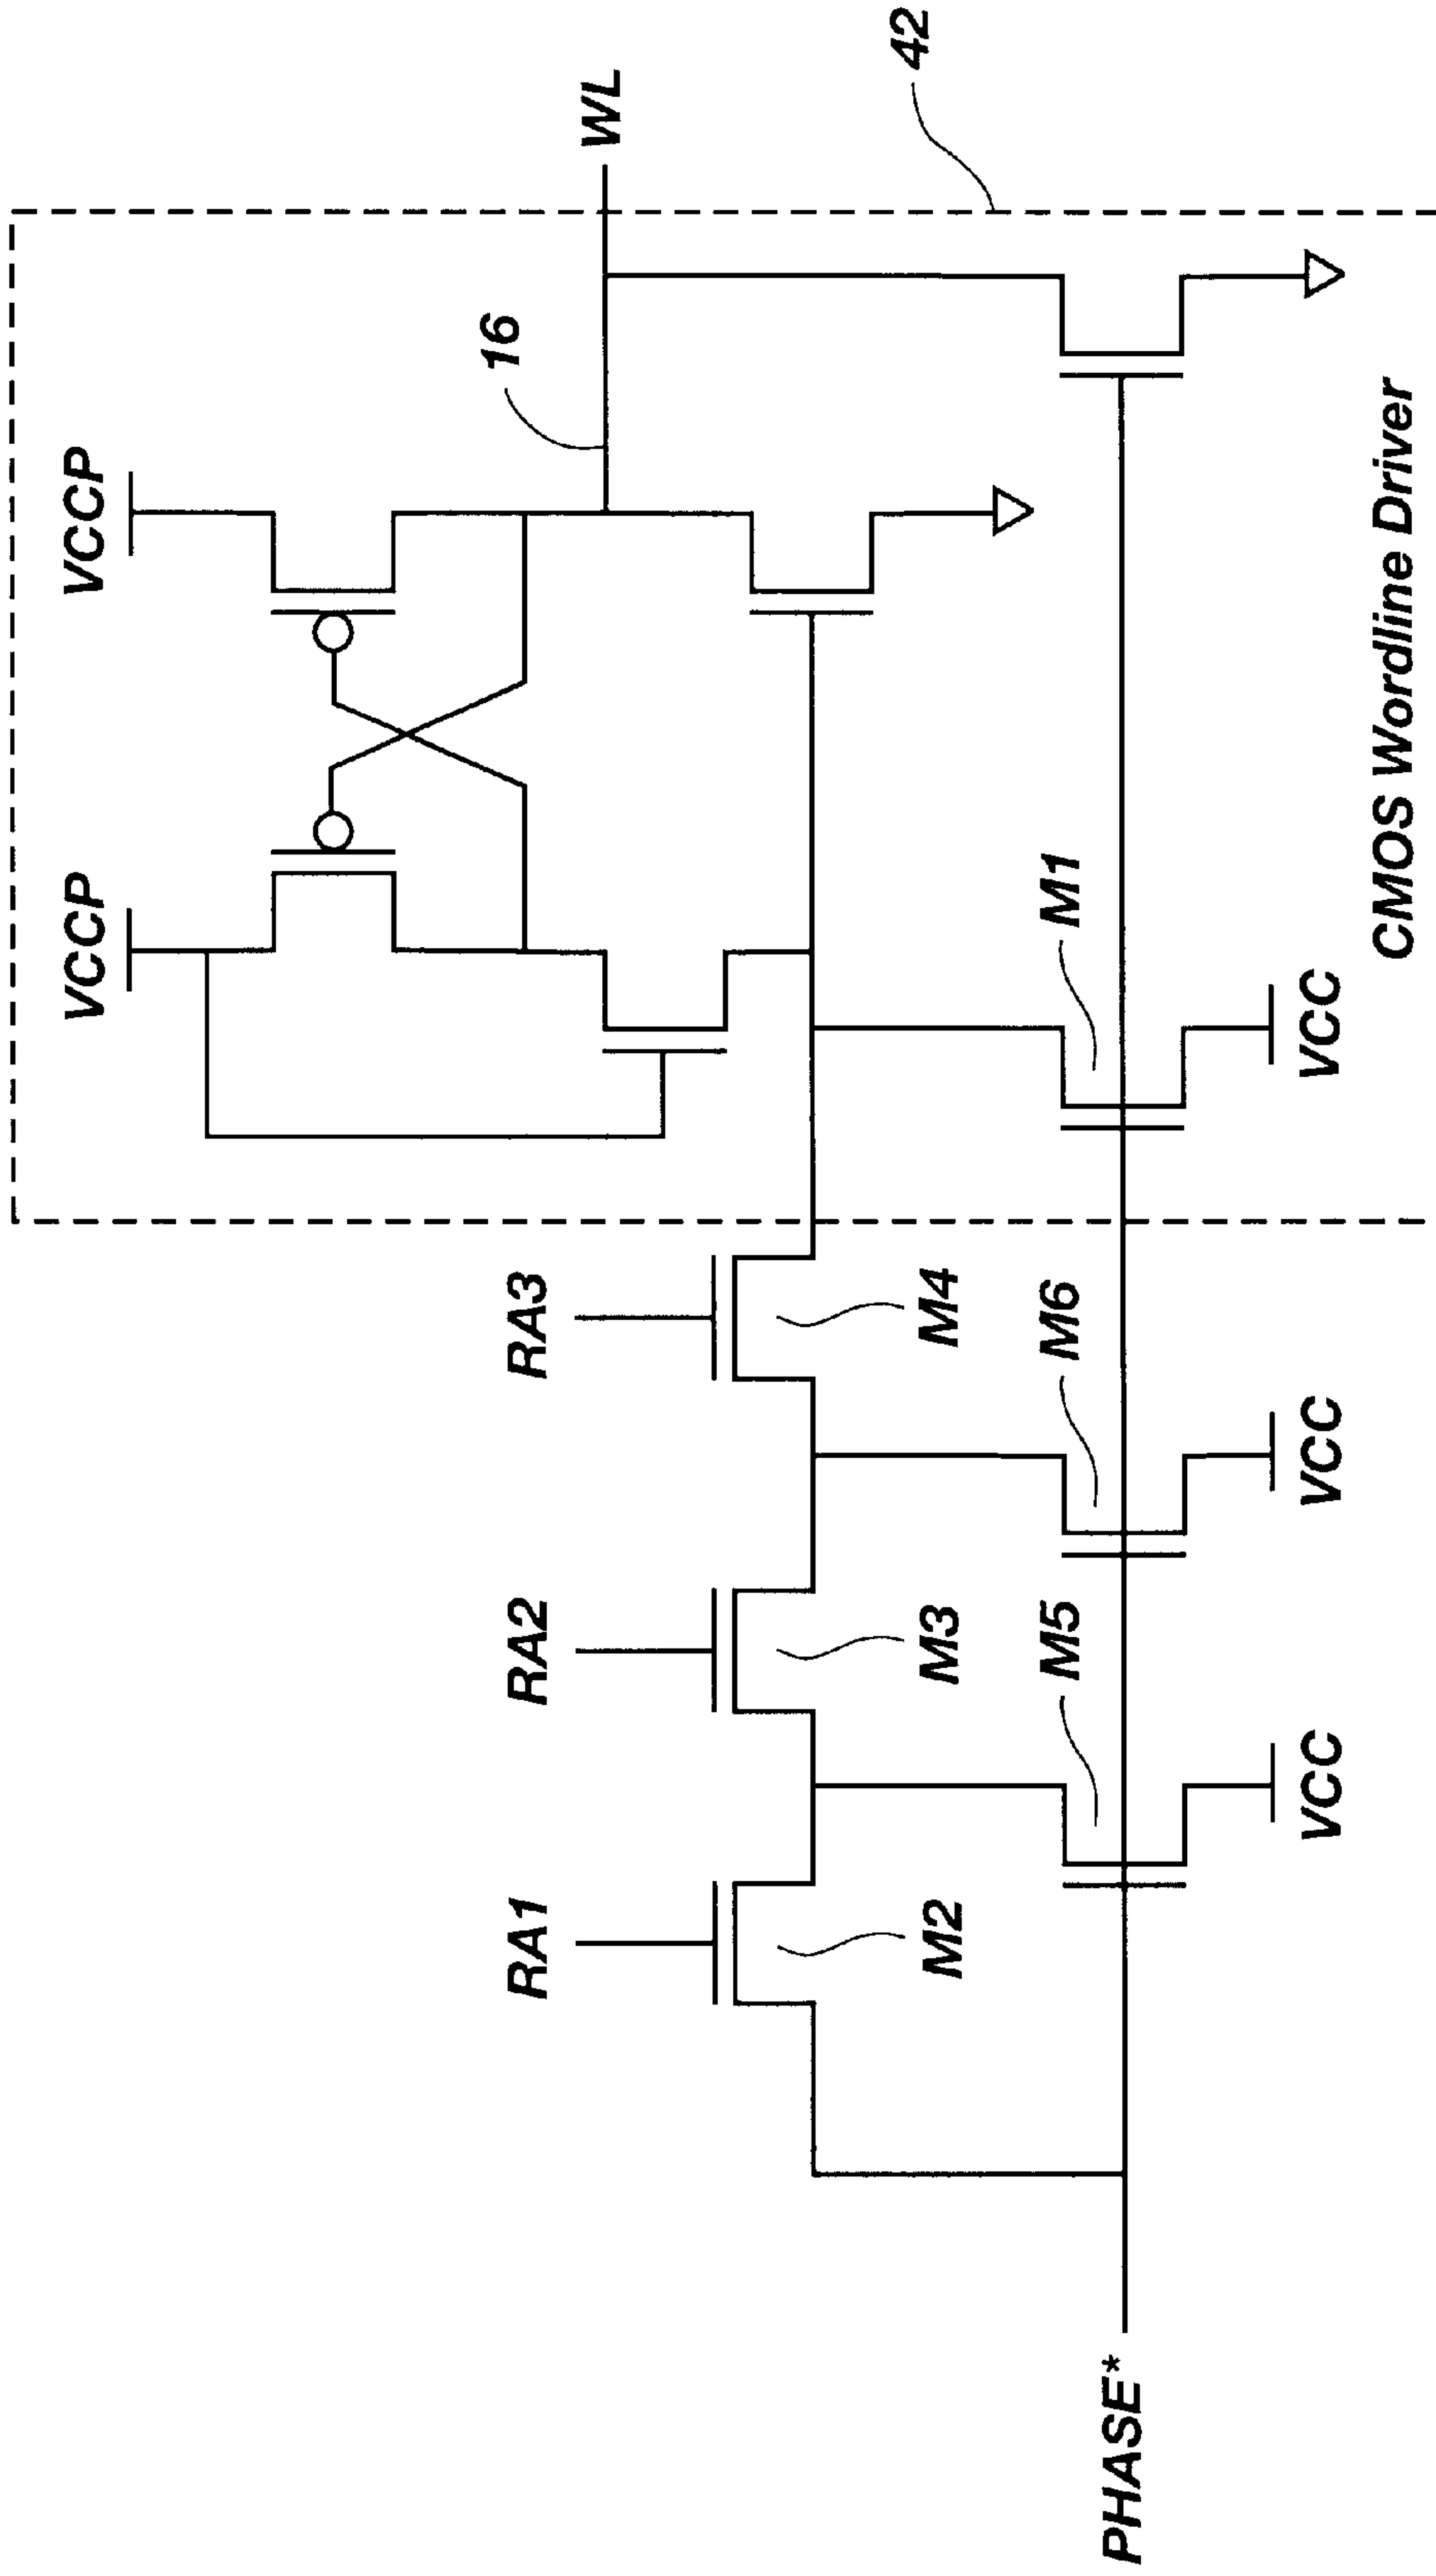 VCCP
VCCP
16
WL
42
RA1
RA2
RA3
M2
M3
M4
M5
M6
M1
PHASE*
VCC
VCC
VCC
CMOS Wordline Driver